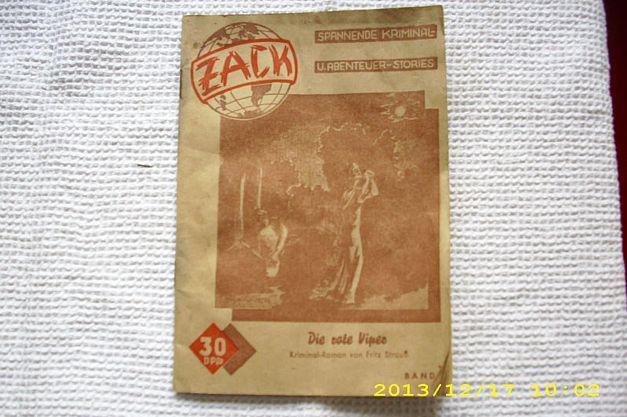 ZACK
SPANNENDE KRIMINAL-
U. ABENTEUER-STORIES
Die rote Viper
Kriminal-Roman von Fritz Strauß
30
DPf
BAND
2013/12/17 10:02